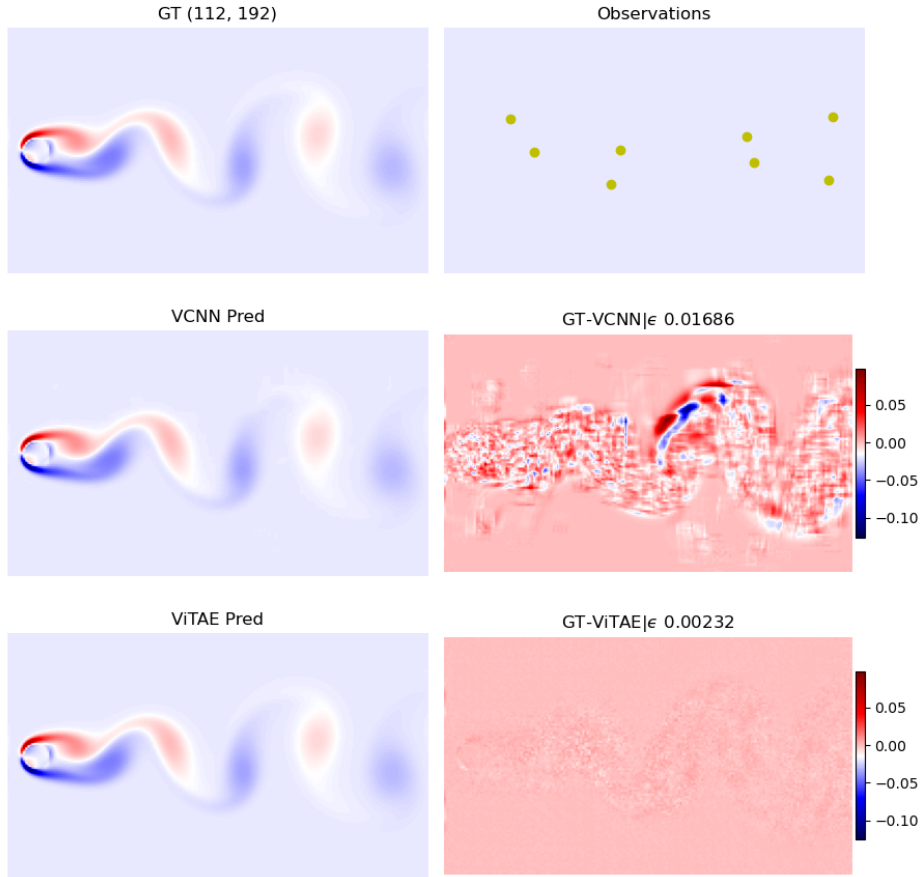 GT (112, 192)
Observations
VCNN Pred
GT-VCNN|ϵ 0.01686
0.05
0.00
−0.05
−0.10
ViTAE Pred
GT-ViTAE|ϵ 0.00232
0.05
0.00
−0.05
−0.10